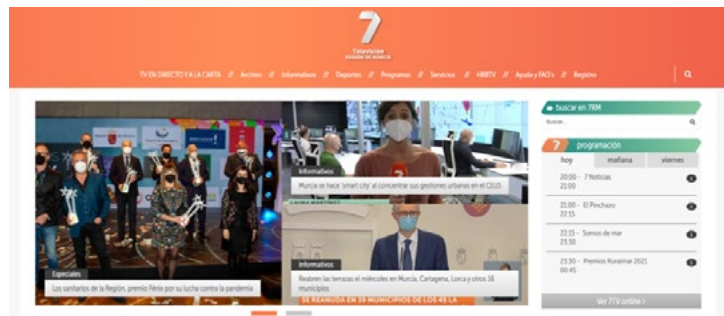 7
Televisión
REGIÓN DE MURCIA
TV EN DIRECTO Y A LA CARTA // Archivo // Informativos // Deportes // Programas // Servicios // HBBTV // Ayuda y FAQ's // Registro
Especiales
Los sanitarios de la Región, premio Fénix por su lucha contra la pandemia
Informativos
Murcia se hace 'smart city' al concentrar sus gestiones urbanas en el CEUS
Informativos
Reabren las terrazas el miércoles en Murcia, Cartagena, Lorca y otros 16
municipios
SE REANUDA EN 39 MUNICIPIOS DE LOS 45 LA
buscar en 7RM
Buscar...
7 programación
hoy mañana viernes
20:00 - 7 Noticias
21:00
21:00 - El Pinchazo
22:15
22:15 - Somos de mar
23:30
23:30 - Premios Ruralmur 2021
00:45
Ver 7TV online >